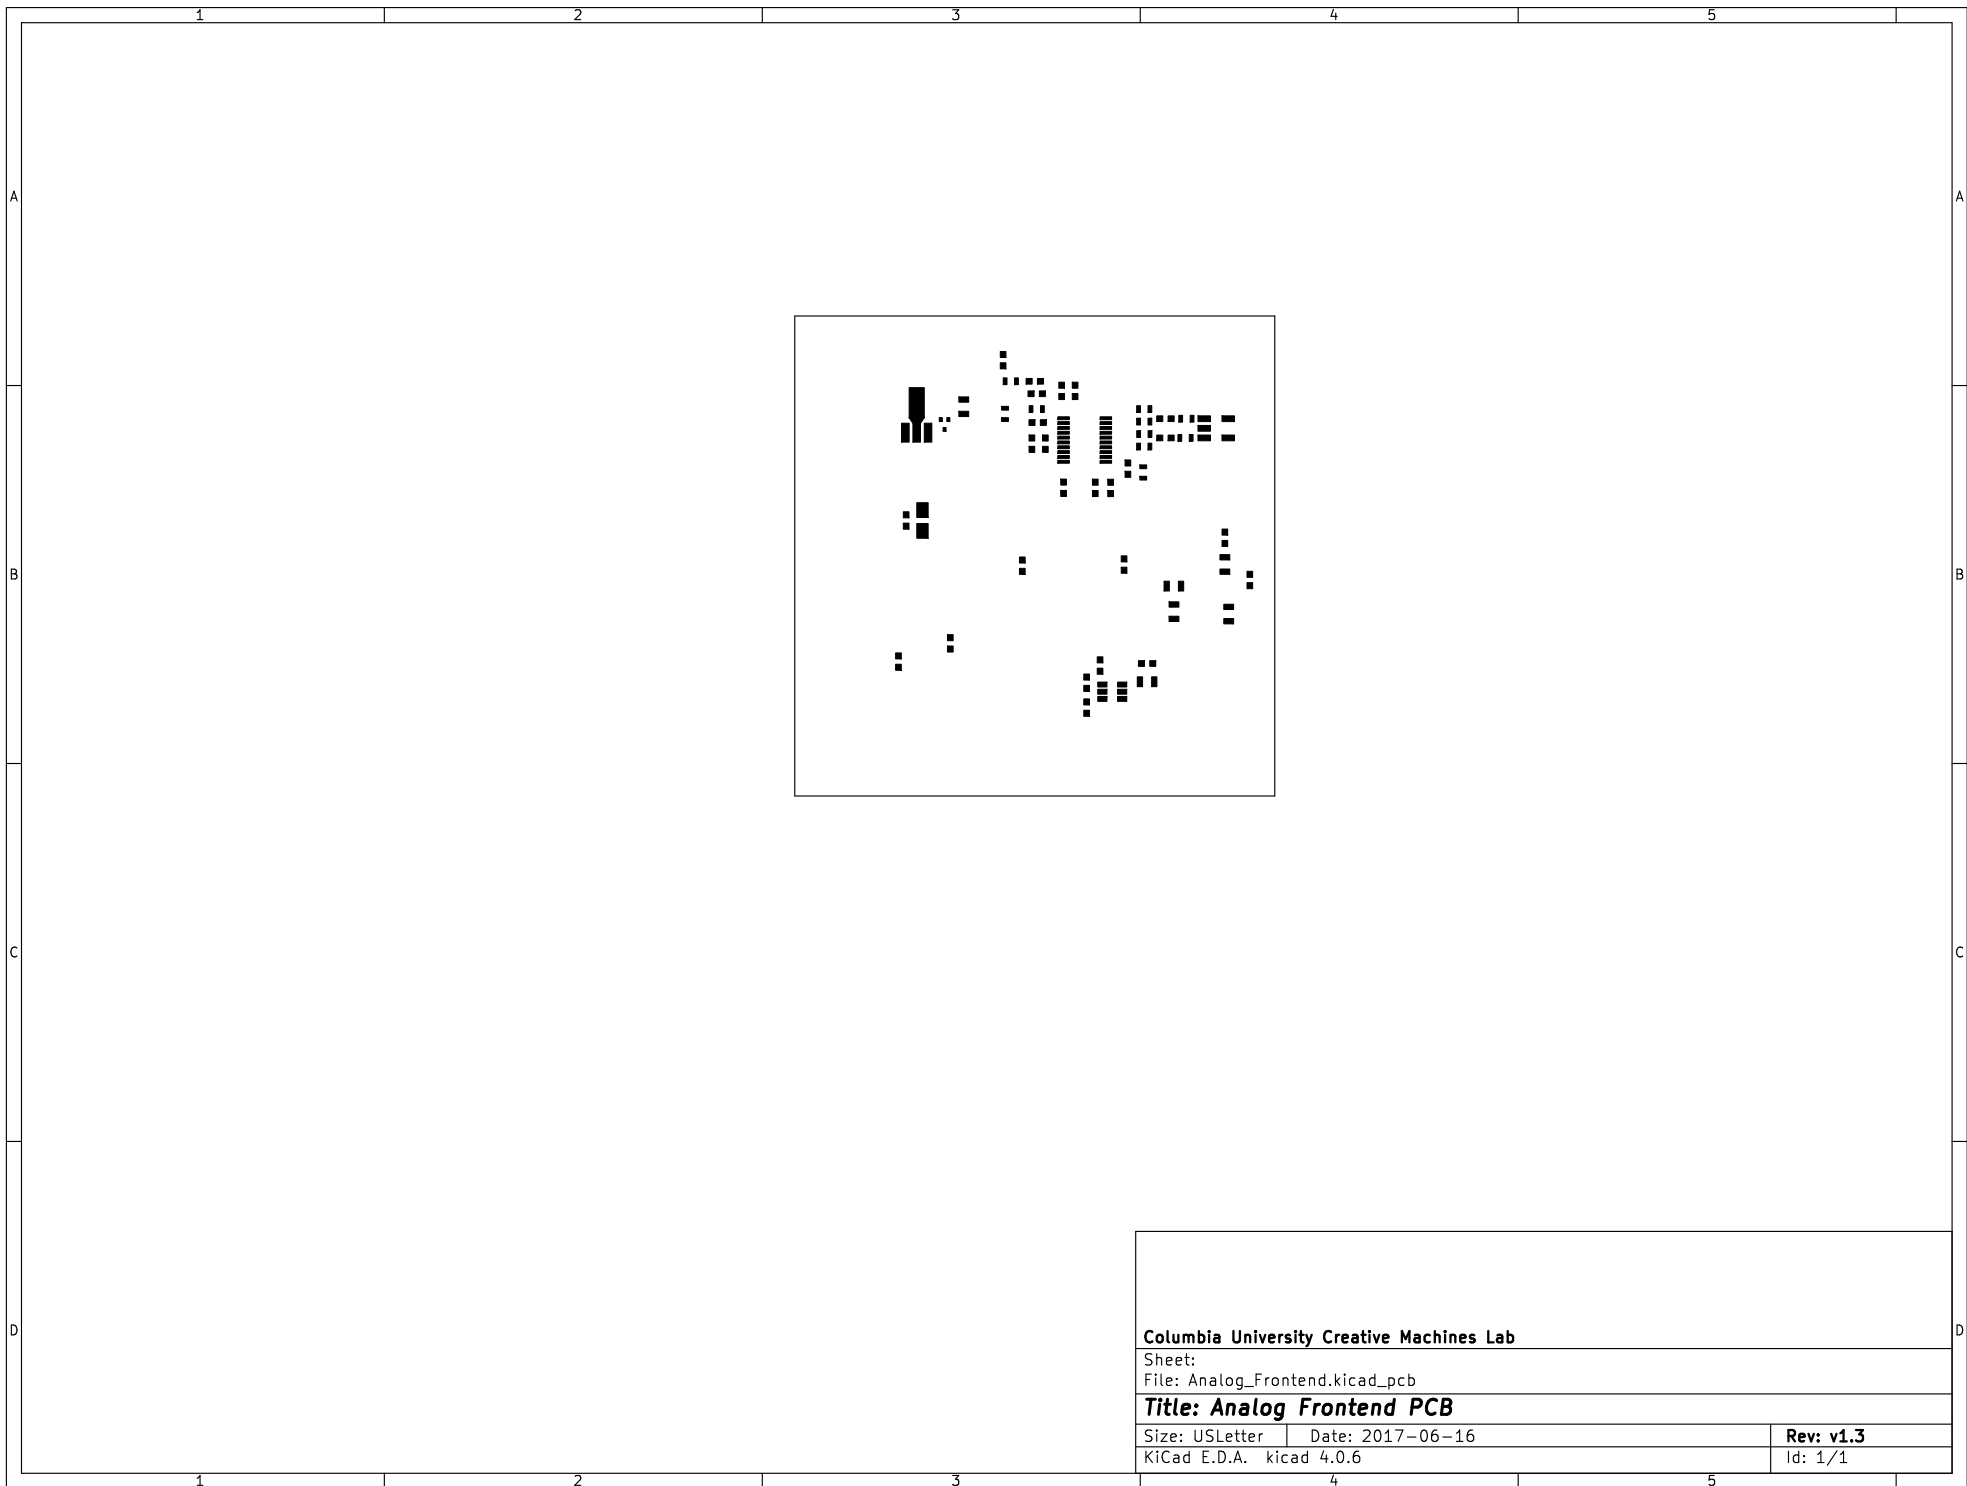 1 2 3 4 5
A A
B B
C C
D D
Columbia University Creative Machines Lab
Sheet:
File: Analog_Frontend.kicad_pcb
Title: Analog Frontend PCB
Size: USLetter Date: 2017-06-16 Rev: v1.3
KiCad E.D.A. kicad 4.0.6 Id: 1/1
1 2 3 4 5